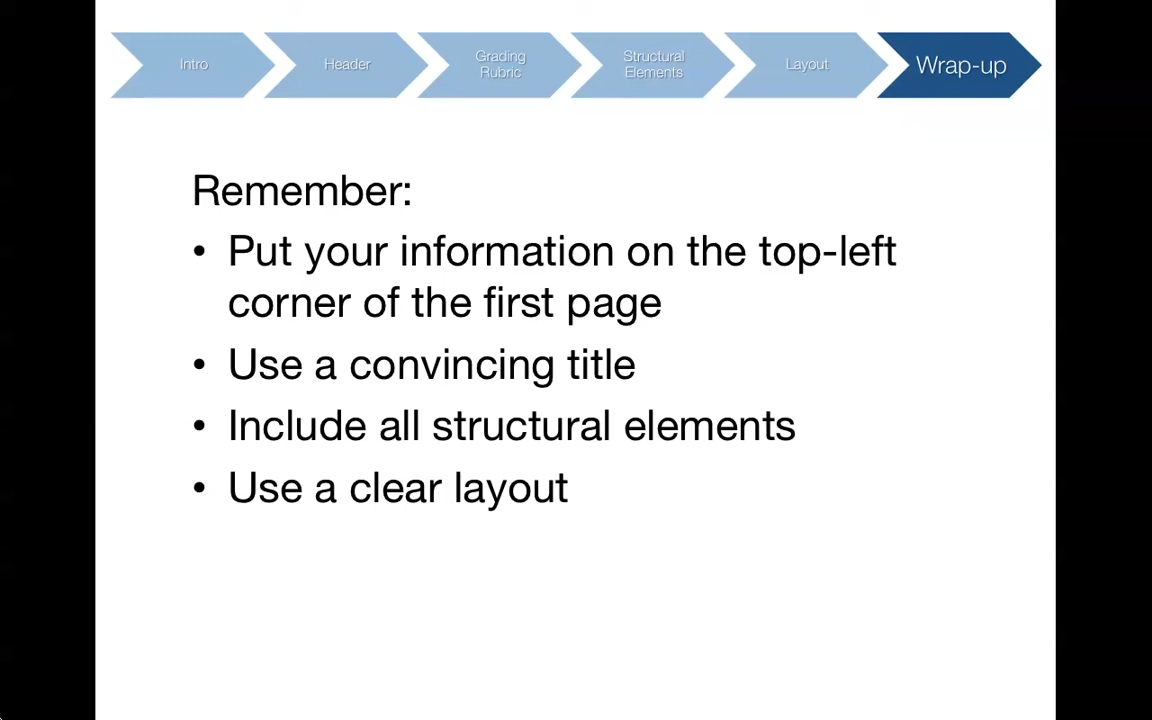 Intro
Header
Grading
Rubric
Structural
Elements
Layout
Wrap-up
Remember:
• Put your information on the top-left
corner of the first page
• Use a convincing title
• Include all structural elements
• Use a clear layout